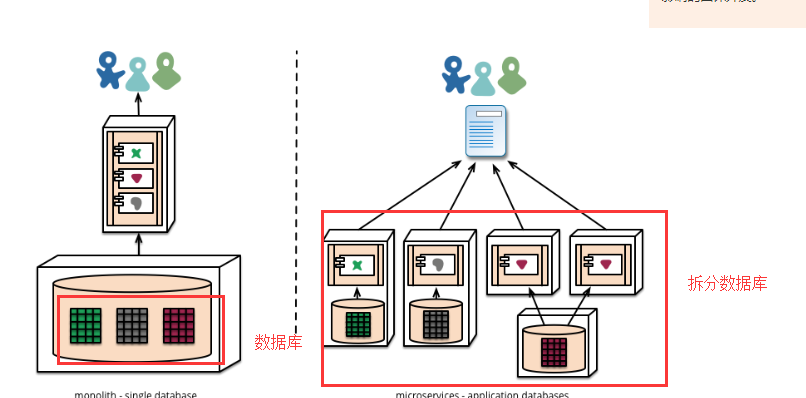 数据库
拆分数据库
monolith - single database
microservices - application databases